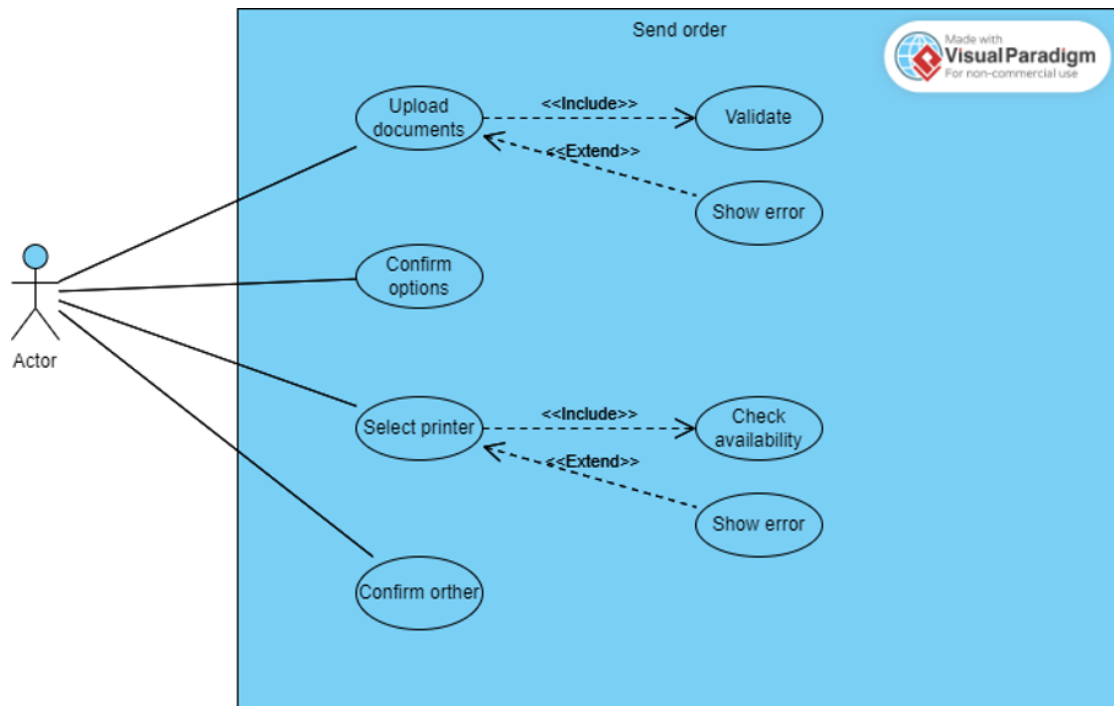 Send order
Made with
Visual Paradigm
For non-commercial use
Upload
documents
<<Include>>
Validate
<<Extend>>
Show error
Confirm
options
Actor
Select printer
<<Include>>
Check
availability
<<Extend>>
Show error
Confirm orther